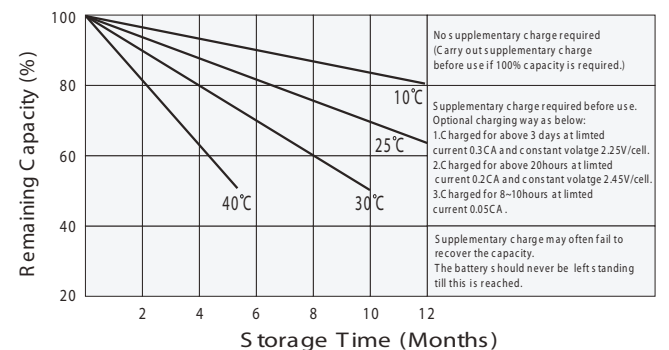 100
80
60
40
20
Remaining Capacity (%)
2 4 6 8 10 12
Storage Time (Months)
10℃
25℃
30℃
40℃
No supplementary charge required
(Carry out supplementary charge
before use if 100% capacity is required.)
Supplementary charge required before use.
Optional charging way as below:
1.Charged for above 3 days at limted
current 0.3CA and constant volatge 2.25V/cell.
2.Charged for above 20hours at limted
current 0.2CA and constant volatge 2.45V/cell.
3.Charged for 8~10hours at limted
current 0.05CA .
Supplementary charge may often fail to
recover the capacity.
The battery should never be left standing
till this is reached.